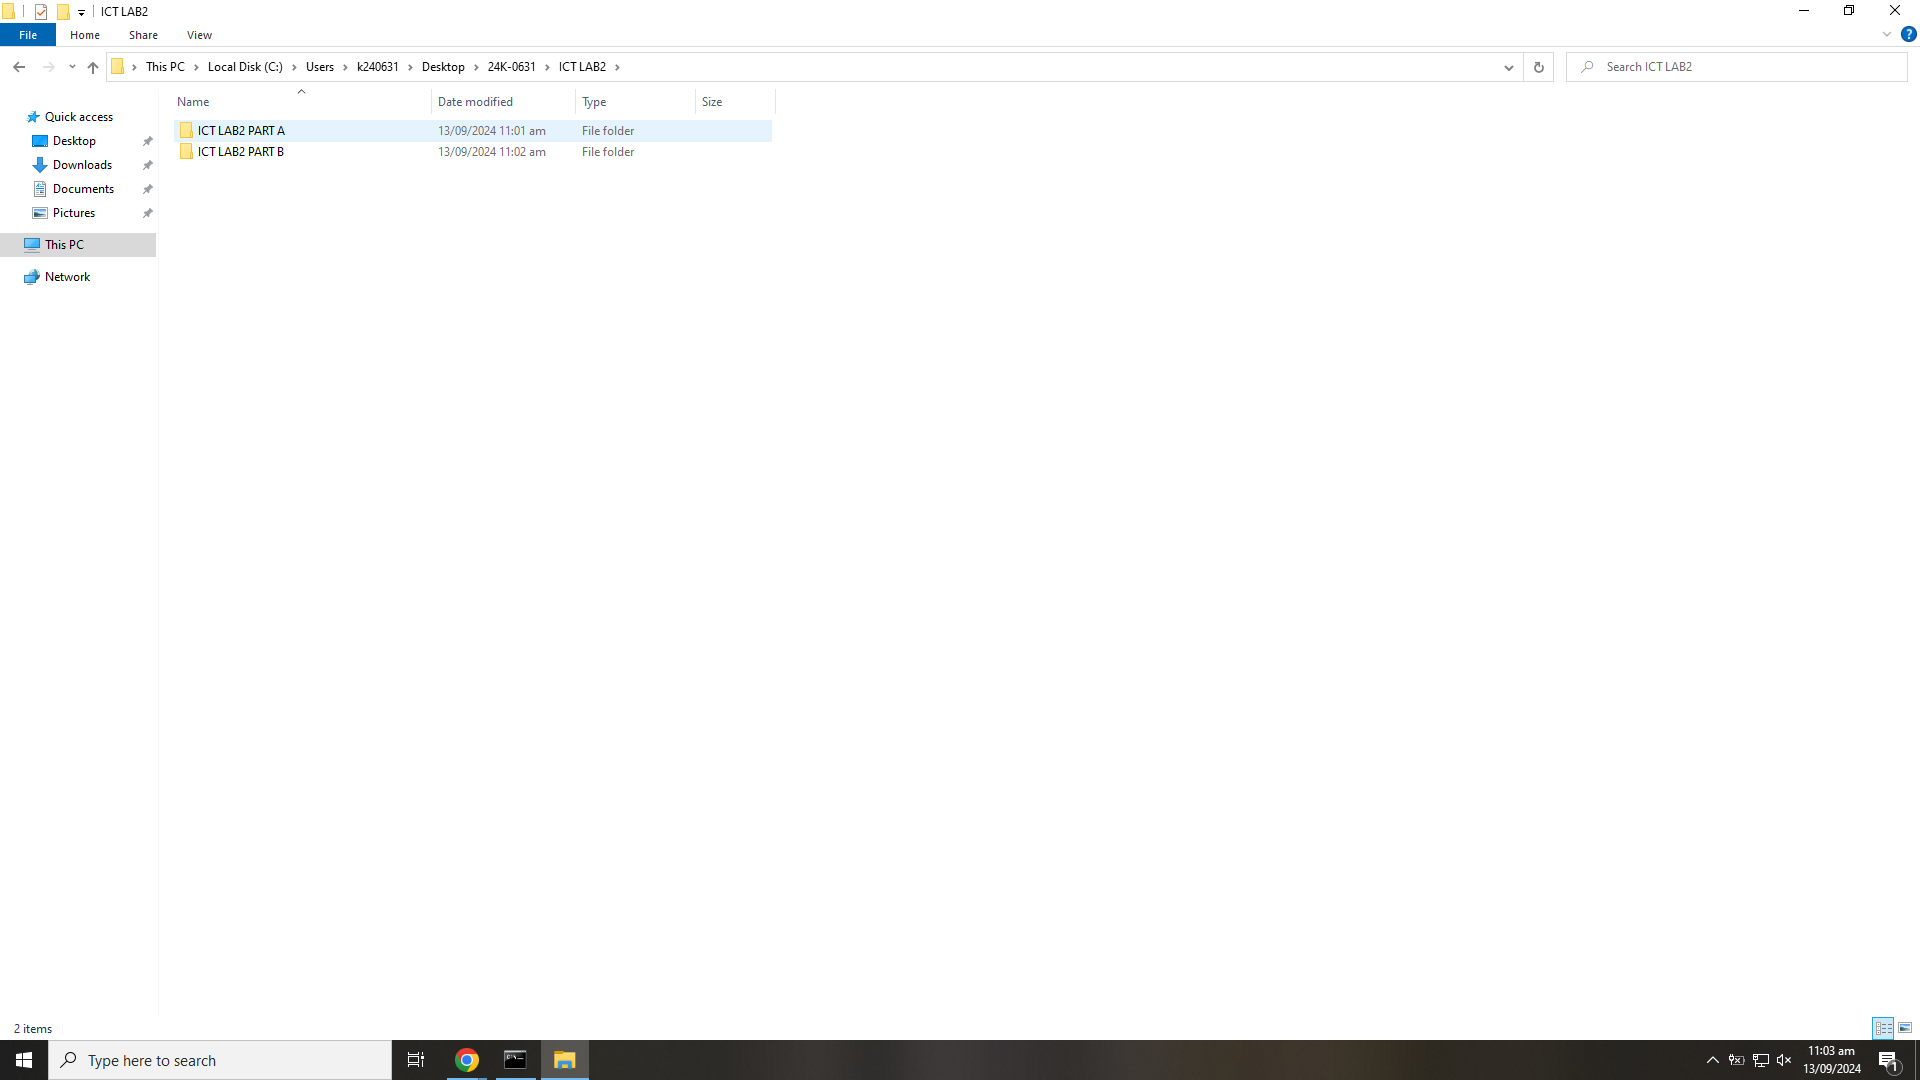 ICT LAB2
File Home Share View
This PC Local Disk (C:) Users k240631 Desktop 24K-0631 ICT LAB2
Search ICT LAB2
Name Date modified Type Size
Quick access
Desktop
Downloads
Documents
Pictures
This PC
Network
ICT LAB2 PART A 13/09/2024 11:01 am File folder
ICT LAB2 PART B 13/09/2024 11:02 am File folder
2 items
Type here to search
11:03 am
13/09/2024
1